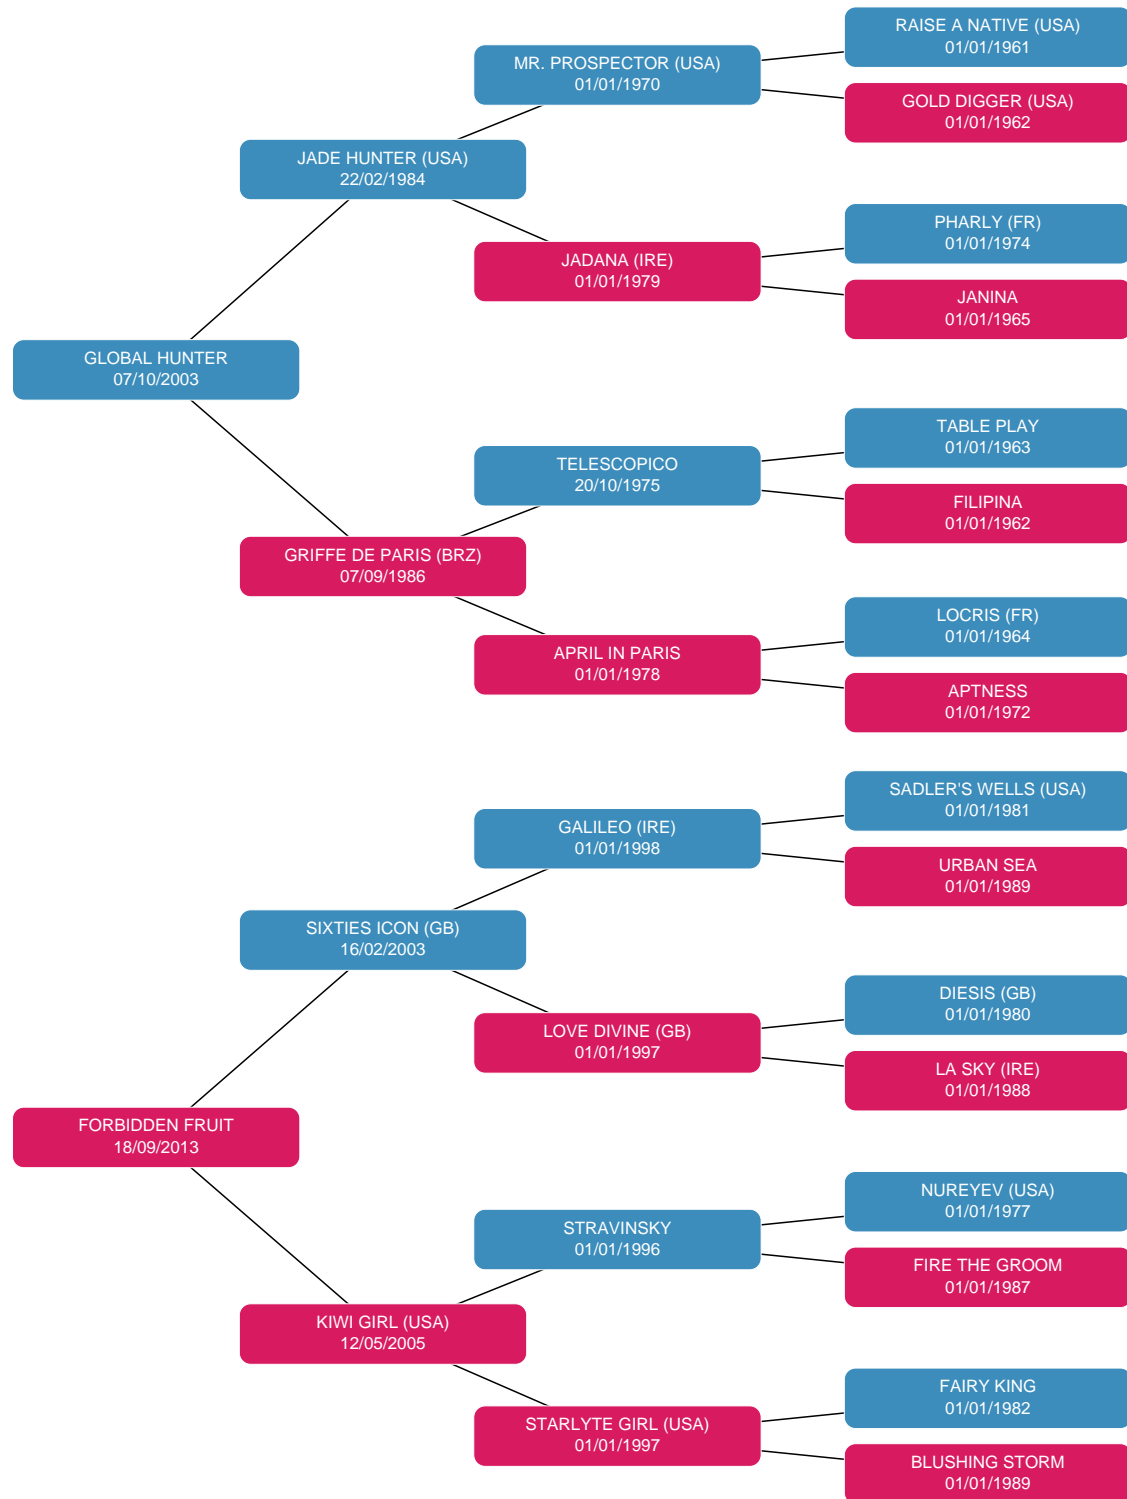 RAISE A NATIVE (USA)
01/01/1961
MR. PROSPECTOR (USA)
01/01/1970
GOLD DIGGER (USA)
01/01/1962
JADE HUNTER (USA)
22/02/1984
PHARLY (FR)
01/01/1974
JADANA (IRE)
01/01/1979
JANINA
01/01/1965
GLOBAL HUNTER
07/10/2003
TABLE PLAY
01/01/1963
TELESCOPICO
20/10/1975
FILIPINA
01/01/1962
GRIFFE DE PARIS (BRZ)
07/09/1986
LOCRIS (FR)
01/01/1964
APRIL IN PARIS
01/01/1978
APTNESS
01/01/1972
SADLER'S WELLS (USA)
01/01/1981
GALILEO (IRE)
01/01/1998
URBAN SEA
01/01/1989
SIXTIES ICON (GB)
16/02/2003
DIESIS (GB)
01/01/1980
LOVE DIVINE (GB)
01/01/1997
LA SKY (IRE)
01/01/1988
FORBIDDEN FRUIT
18/09/2013
NUREYEV (USA)
01/01/1977
STRAVINSKY
01/01/1996
FIRE THE GROOM
01/01/1987
KIWI GIRL (USA)
12/05/2005
FAIRY KING
01/01/1982
STARLYTE GIRL (USA)
01/01/1997
BLUSHING STORM
01/01/1989